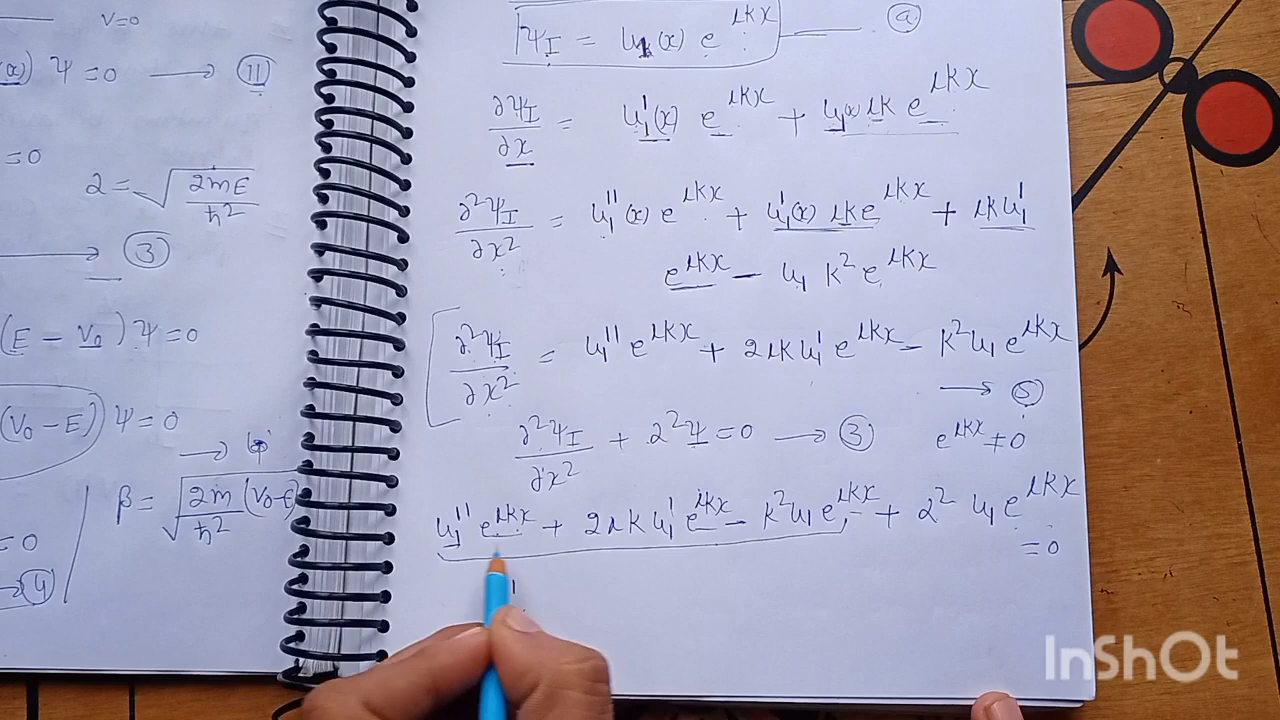 V=0
(x)) ψ = 0 → (11)
= 0
α = √(2mE/ħ²)
→ (3)
(E − V₀) ψ = 0
(V₀ − E) ψ = 0
β = √(2m/ħ² (V₀−E))
= 0
→ (4)
ψ_I = u₁(x) e^{ikx} — (a)
∂ψ_I/∂x = u₁'(x) e^{ikx} + u₁(x) ik e^{ikx}
∂²ψ_I/∂x² = u₁''(x) e^{ikx} + u₁'(x) ik e^{ikx} + ik u₁'
e^{ikx} − u₁ k² e^{ikx}
∂²ψ_I/∂x² = u₁'' e^{ikx} + 2ik u₁' e^{ikx} − k² u₁ e^{ikx}
→ (5)
∂²ψ_I/∂x² + α² ψ = 0 → (3) e^{ikx} ≠ 0
u₁'' e^{ikx} + 2ik u₁' e^{ikx} − k² u₁ e^{ikx} + α² u₁ e^{ikx}
= 0
InShOt